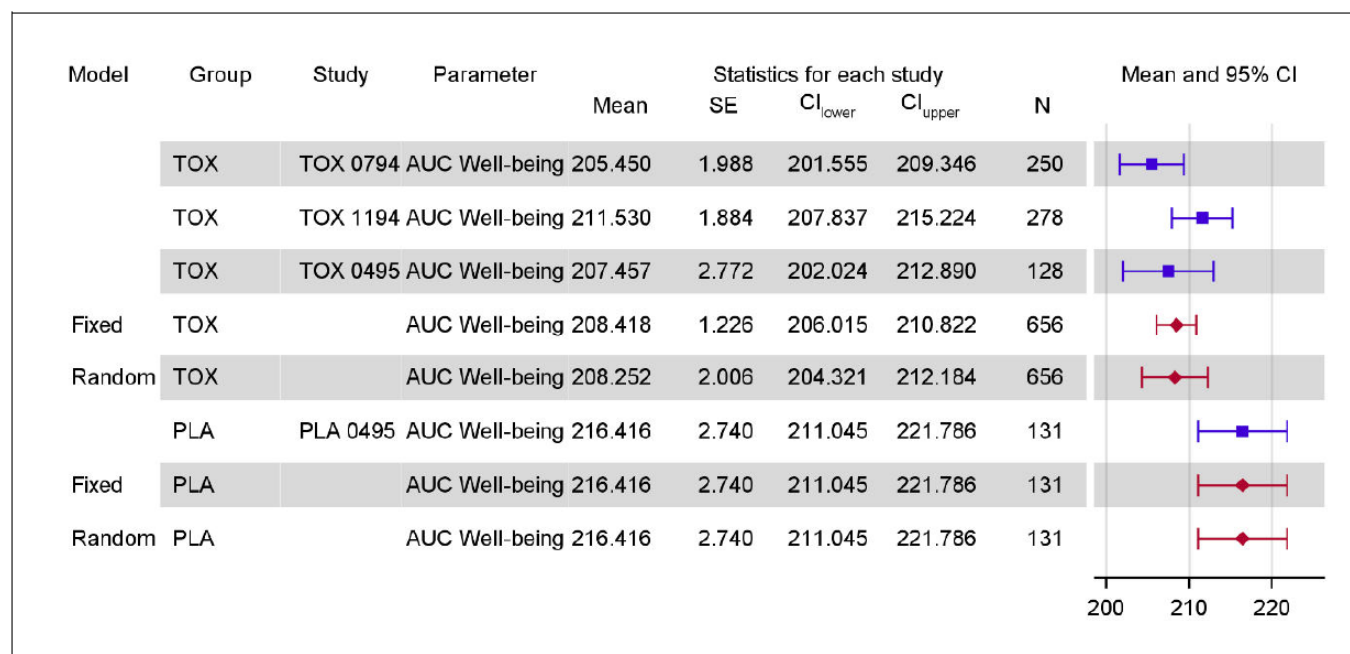 Model Group Study Parameter Statistics for each study Mean and 95% CI
Mean SE CIlower CIupper N
TOX TOX 0794 AUC Well-being 205.450 1.988 201.555 209.346 250
TOX TOX 1194 AUC Well-being 211.530 1.884 207.837 215.224 278
TOX TOX 0495 AUC Well-being 207.457 2.772 202.024 212.890 128
Fixed TOX AUC Well-being 208.418 1.226 206.015 210.822 656
Random TOX AUC Well-being 208.252 2.006 204.321 212.184 656
PLA PLA 0495 AUC Well-being 216.416 2.740 211.045 221.786 131
Fixed PLA AUC Well-being 216.416 2.740 211.045 221.786 131
Random PLA AUC Well-being 216.416 2.740 211.045 221.786 131
200 210 220